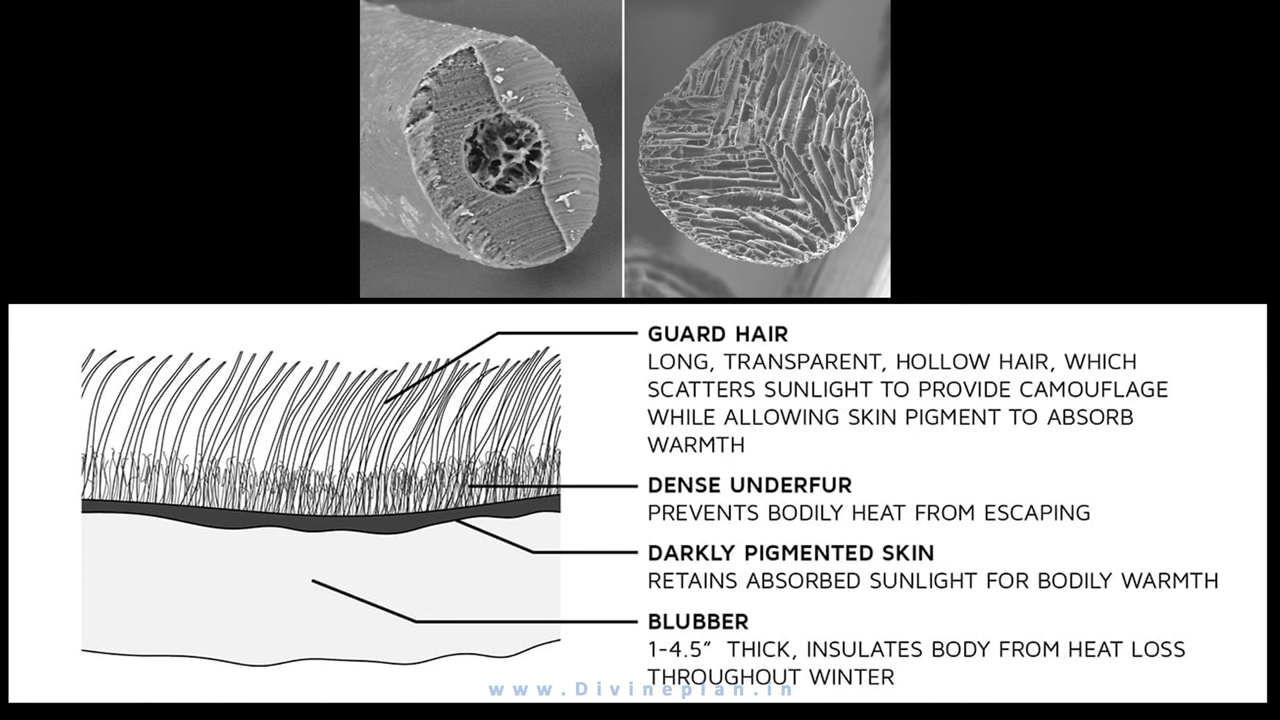 GUARD HAIR
LONG, TRANSPARENT, HOLLOW HAIR, WHICH
SCATTERS SUNLIGHT TO PROVIDE CAMOUFLAGE
WHILE ALLOWING SKIN PIGMENT TO ABSORB
WARMTH
DENSE UNDERFUR
PREVENTS BODILY HEAT FROM ESCAPING
DARKLY PIGMENTED SKIN
RETAINS ABSORBED SUNLIGHT FOR BODILY WARMTH
BLUBBER
1-4.5” THICK, INSULATES BODY FROM HEAT LOSS
THROUGHOUT WINTER
www.Divineplan.in